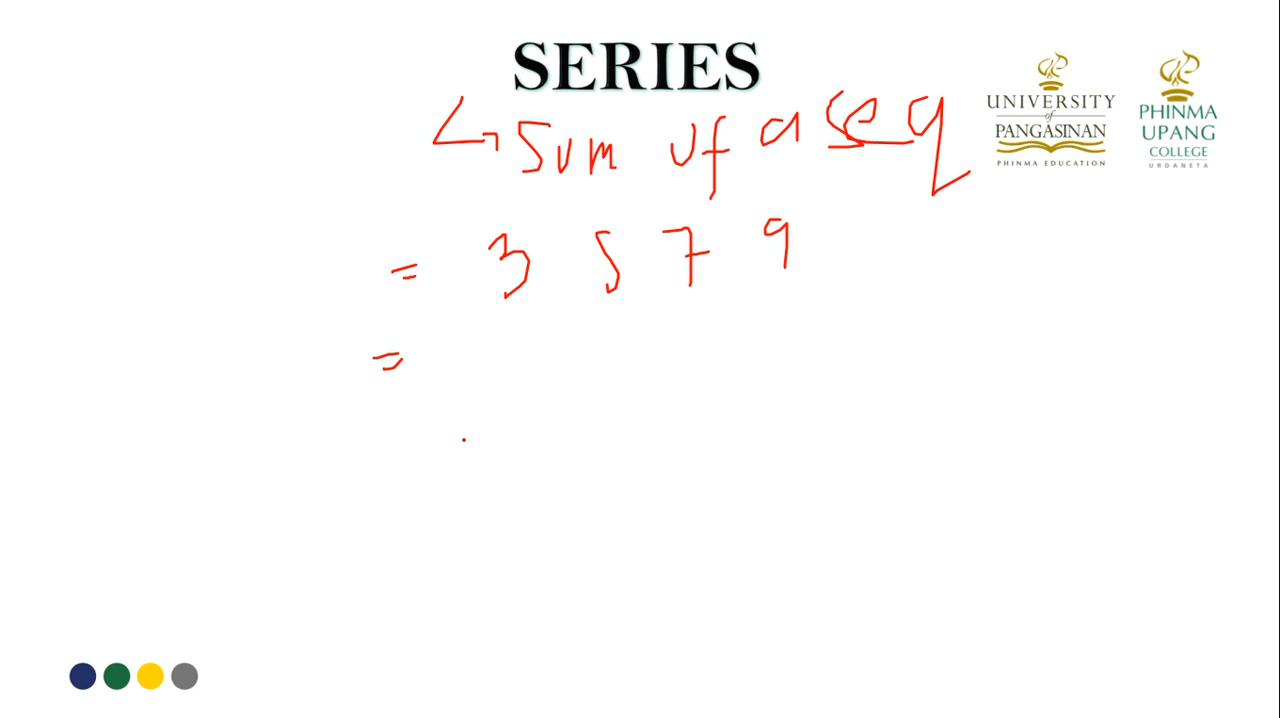 SERIES
↳ Sum of a seq
= 3 5 7 9
=
UNIVERSITY
of
PANGASINAN
PHINMA EDUCATION
PHINMA
UPANG
COLLEGE
URDANETA